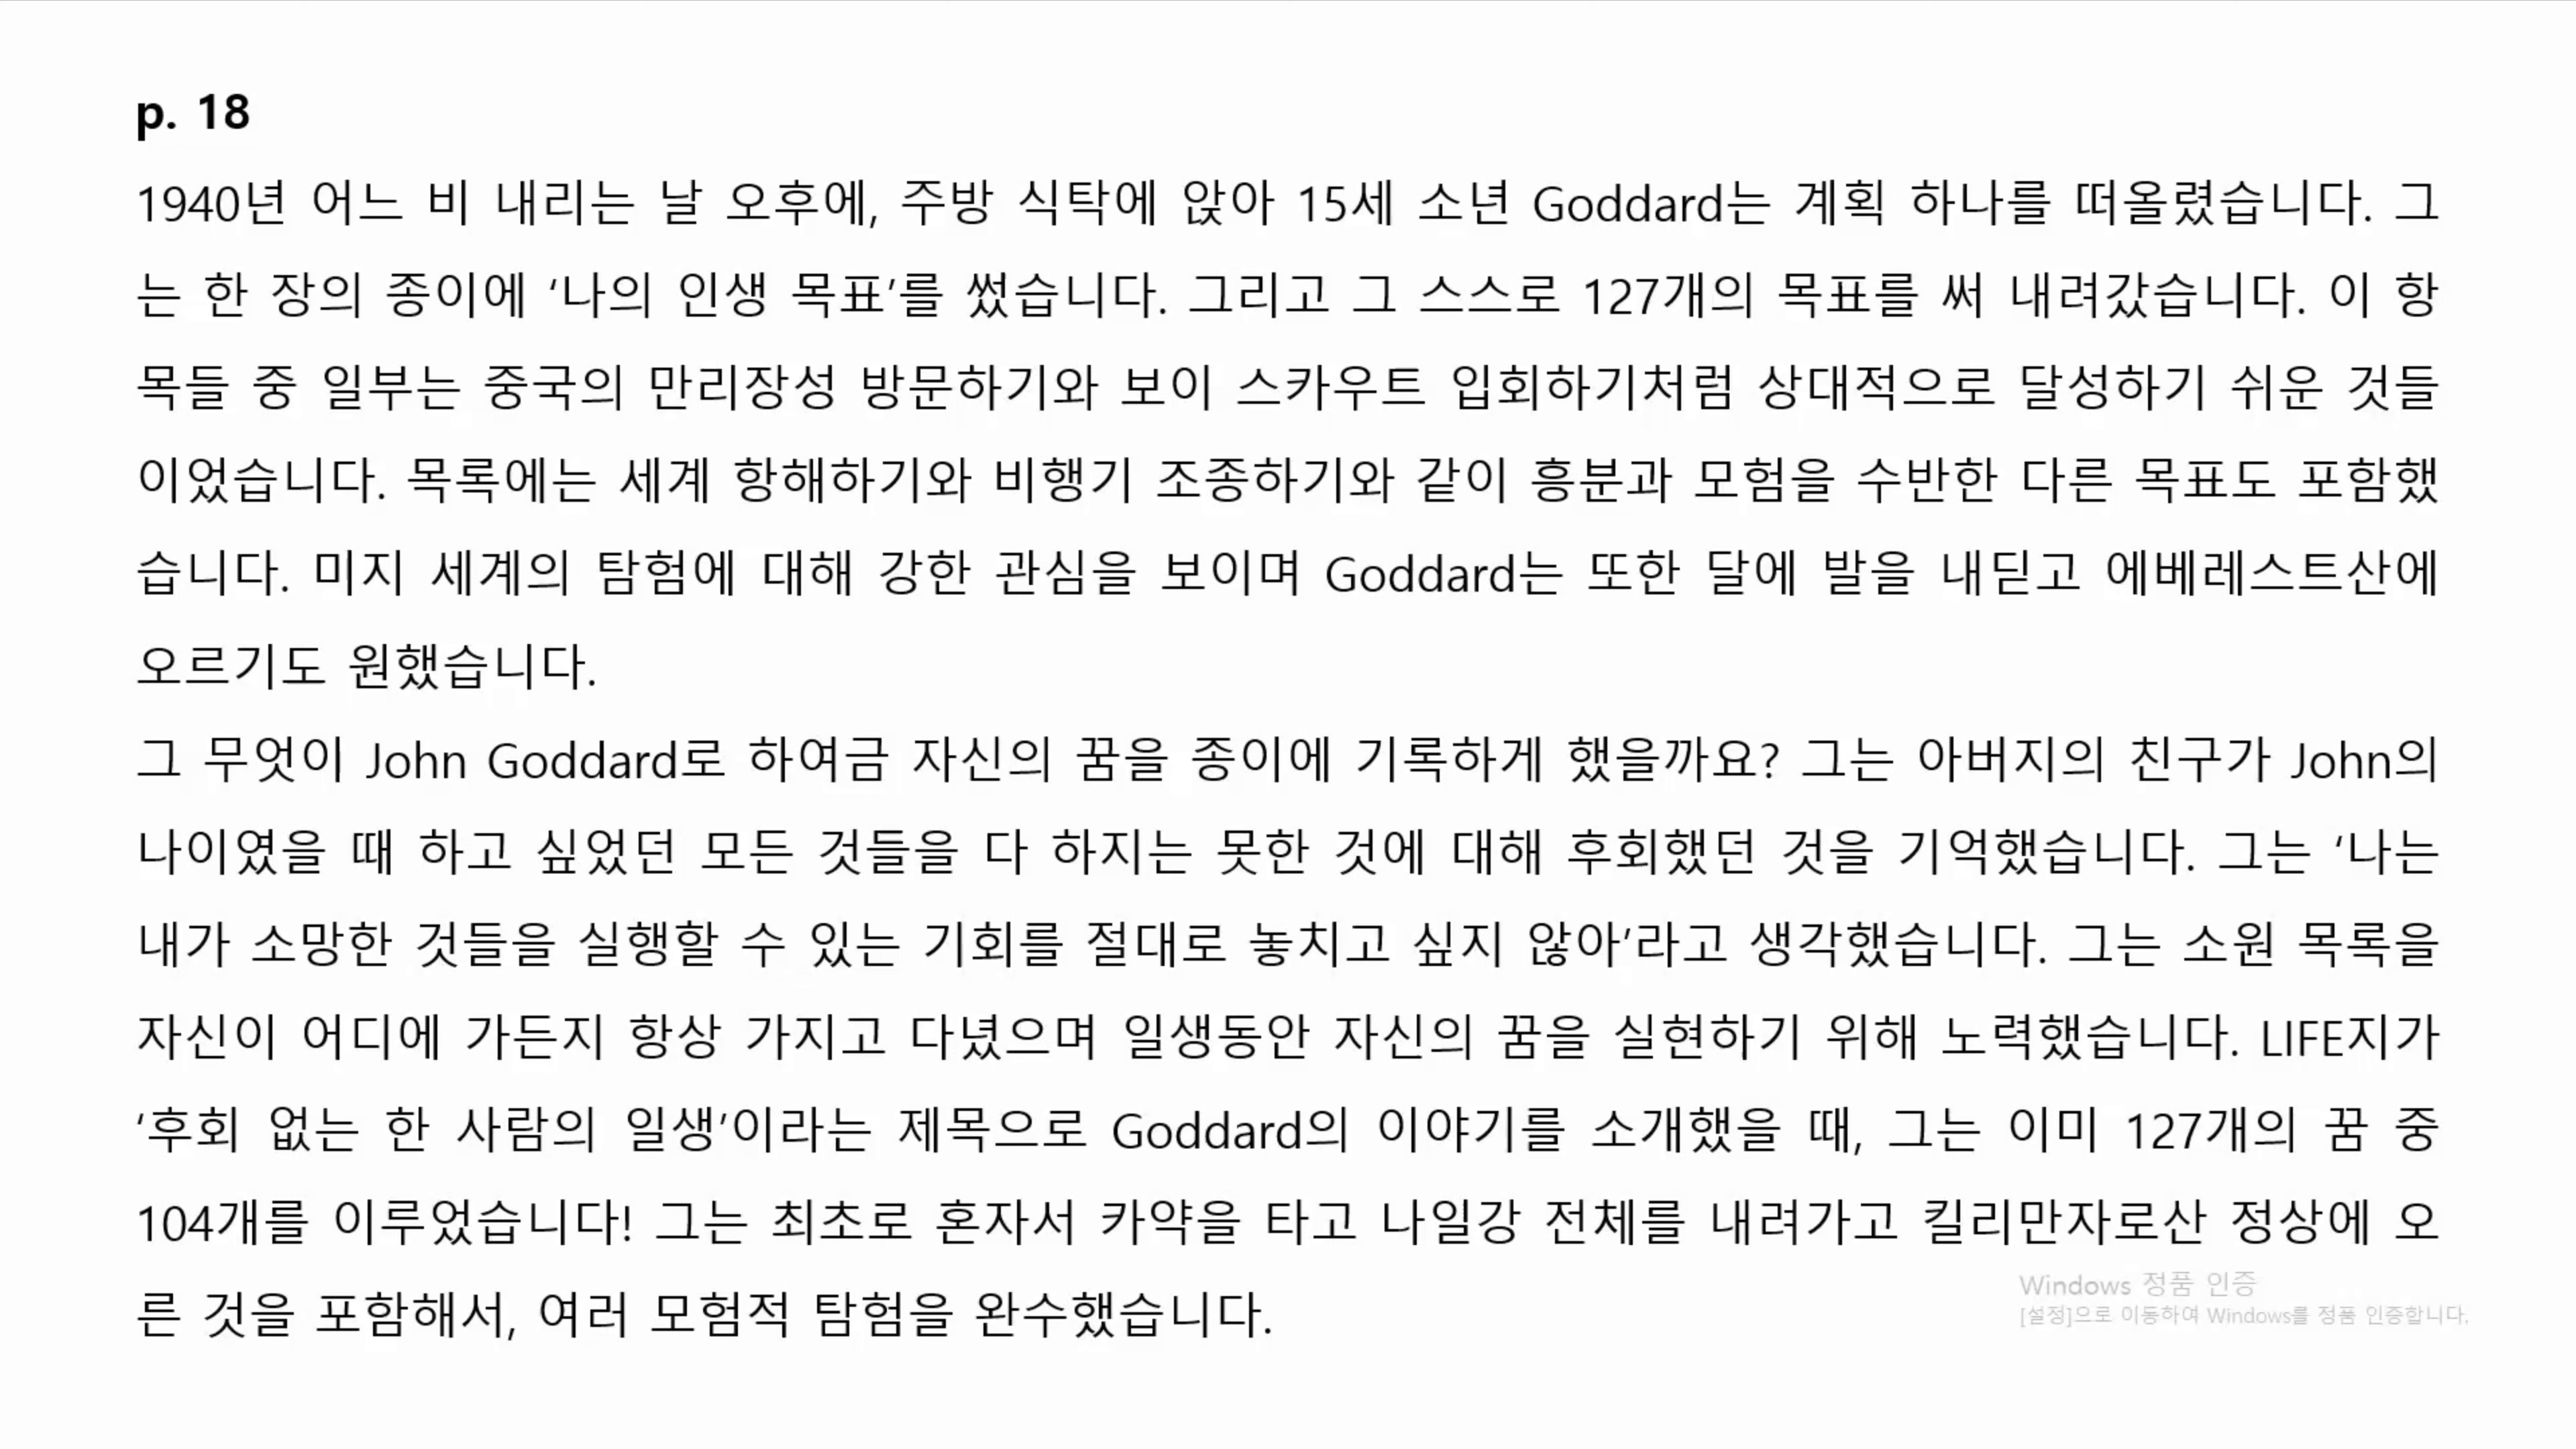 p. 18
1940년 어느 비 내리는 날 오후에, 주방 식탁에 앉아 15세 소년 Goddard는 계획 하나를 떠올렸습니다. 그
는 한 장의 종이에 ‘나의 인생 목표’를 썼습니다. 그리고 그 스스로 127개의 목표를 써 내려갔습니다. 이 항
목들 중 일부는 중국의 만리장성 방문하기와 보이 스카우트 입회하기처럼 상대적으로 달성하기 쉬운 것들
이었습니다. 목록에는 세계 항해하기와 비행기 조종하기와 같이 흥분과 모험을 수반한 다른 목표도 포함했
습니다. 미지 세계의 탐험에 대해 강한 관심을 보이며 Goddard는 또한 달에 발을 내딛고 에베레스트산에
오르기도 원했습니다.
그 무엇이 John Goddard로 하여금 자신의 꿈을 종이에 기록하게 했을까요? 그는 아버지의 친구가 John의
나이였을 때 하고 싶었던 모든 것들을 다 하지는 못한 것에 대해 후회했던 것을 기억했습니다. 그는 ‘나는
내가 소망한 것들을 실행할 수 있는 기회를 절대로 놓치고 싶지 않아’라고 생각했습니다. 그는 소원 목록을
자신이 어디에 가든지 항상 가지고 다녔으며 일생동안 자신의 꿈을 실현하기 위해 노력했습니다. LIFE지가
‘후회 없는 한 사람의 일생’이라는 제목으로 Goddard의 이야기를 소개했을 때, 그는 이미 127개의 꿈 중
104개를 이루었습니다! 그는 최초로 혼자서 카약을 타고 나일강 전체를 내려가고 킬리만자로산 정상에 오
른 것을 포함해서, 여러 모험적 탐험을 완수했습니다.
Windows 정품 인증
[설정]으로 이동하여 Windows를 정품 인증합니다.